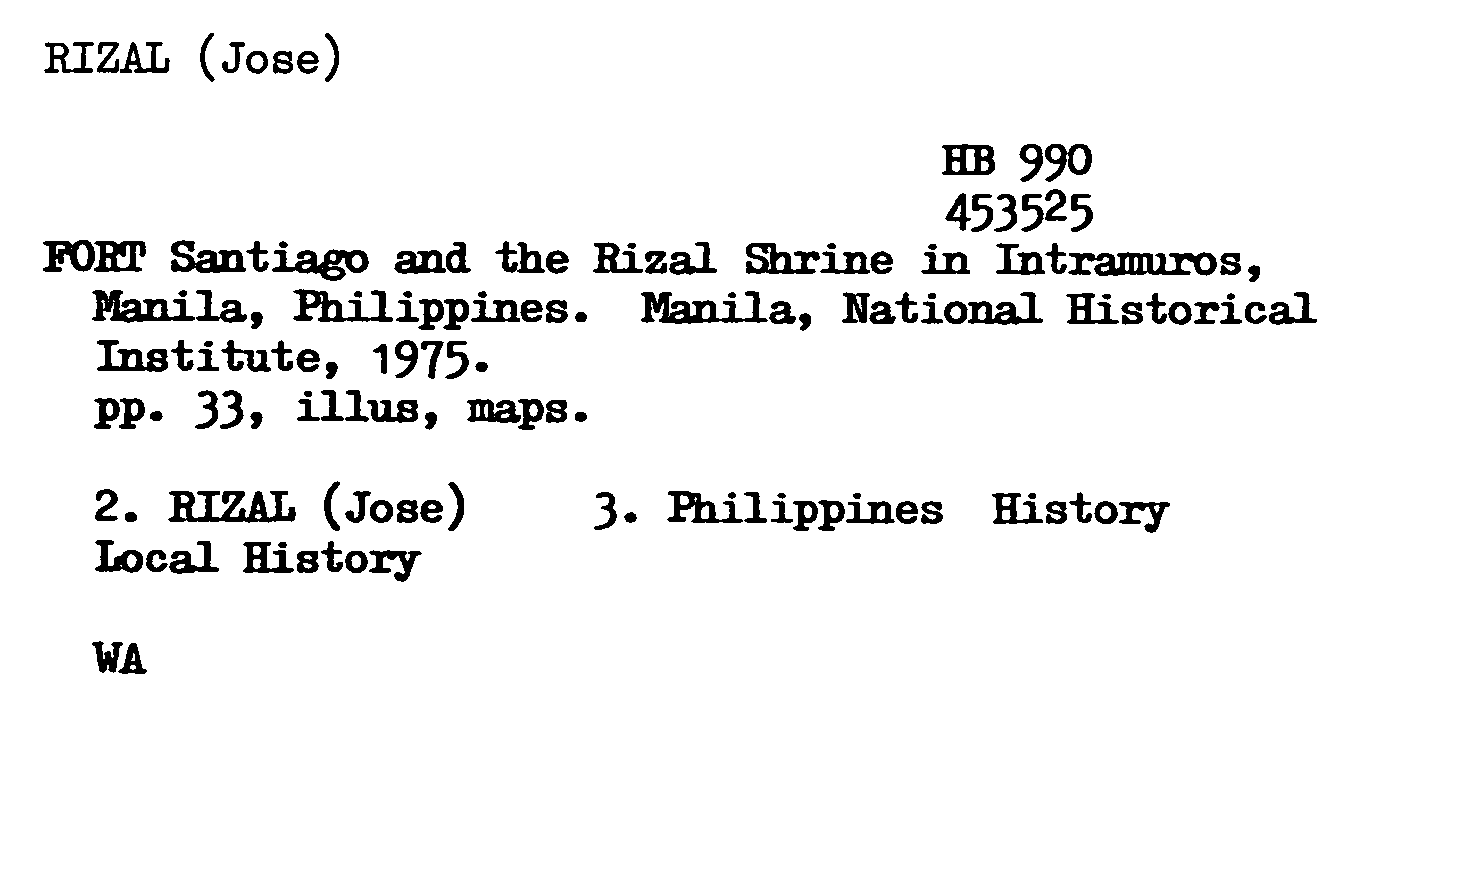 RIZAL (Jose)
HB 990
453525
FORT Santiago and the Rizal Shrine in Intramuros,
Manila, Philippines. Manila, National Historical
Institute, 1975.
pp. 33, illus, maps.
2. RIZAL (Jose) 3. Philippines History
Local History
WA